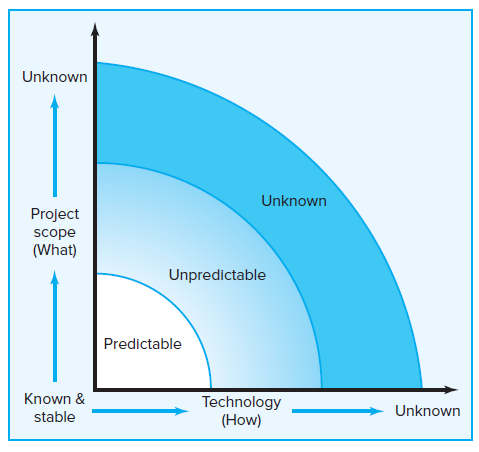 Unknown
Unknown
Project
scope
(What)
Unpredictable
Predictable
Known &
stable
Technology
(How)
Unknown